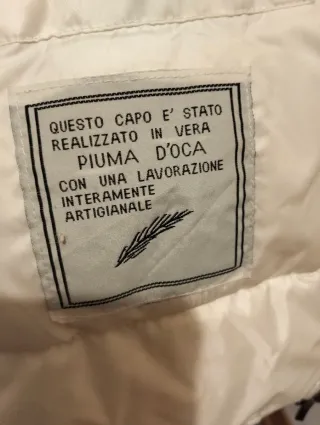 QUESTO CAPO E' STATO
REALIZZATO IN VERA
PIUMA D'OCA
CON UNA LAVORAZIONE
INTERAMENTE
ARTIGIANALE